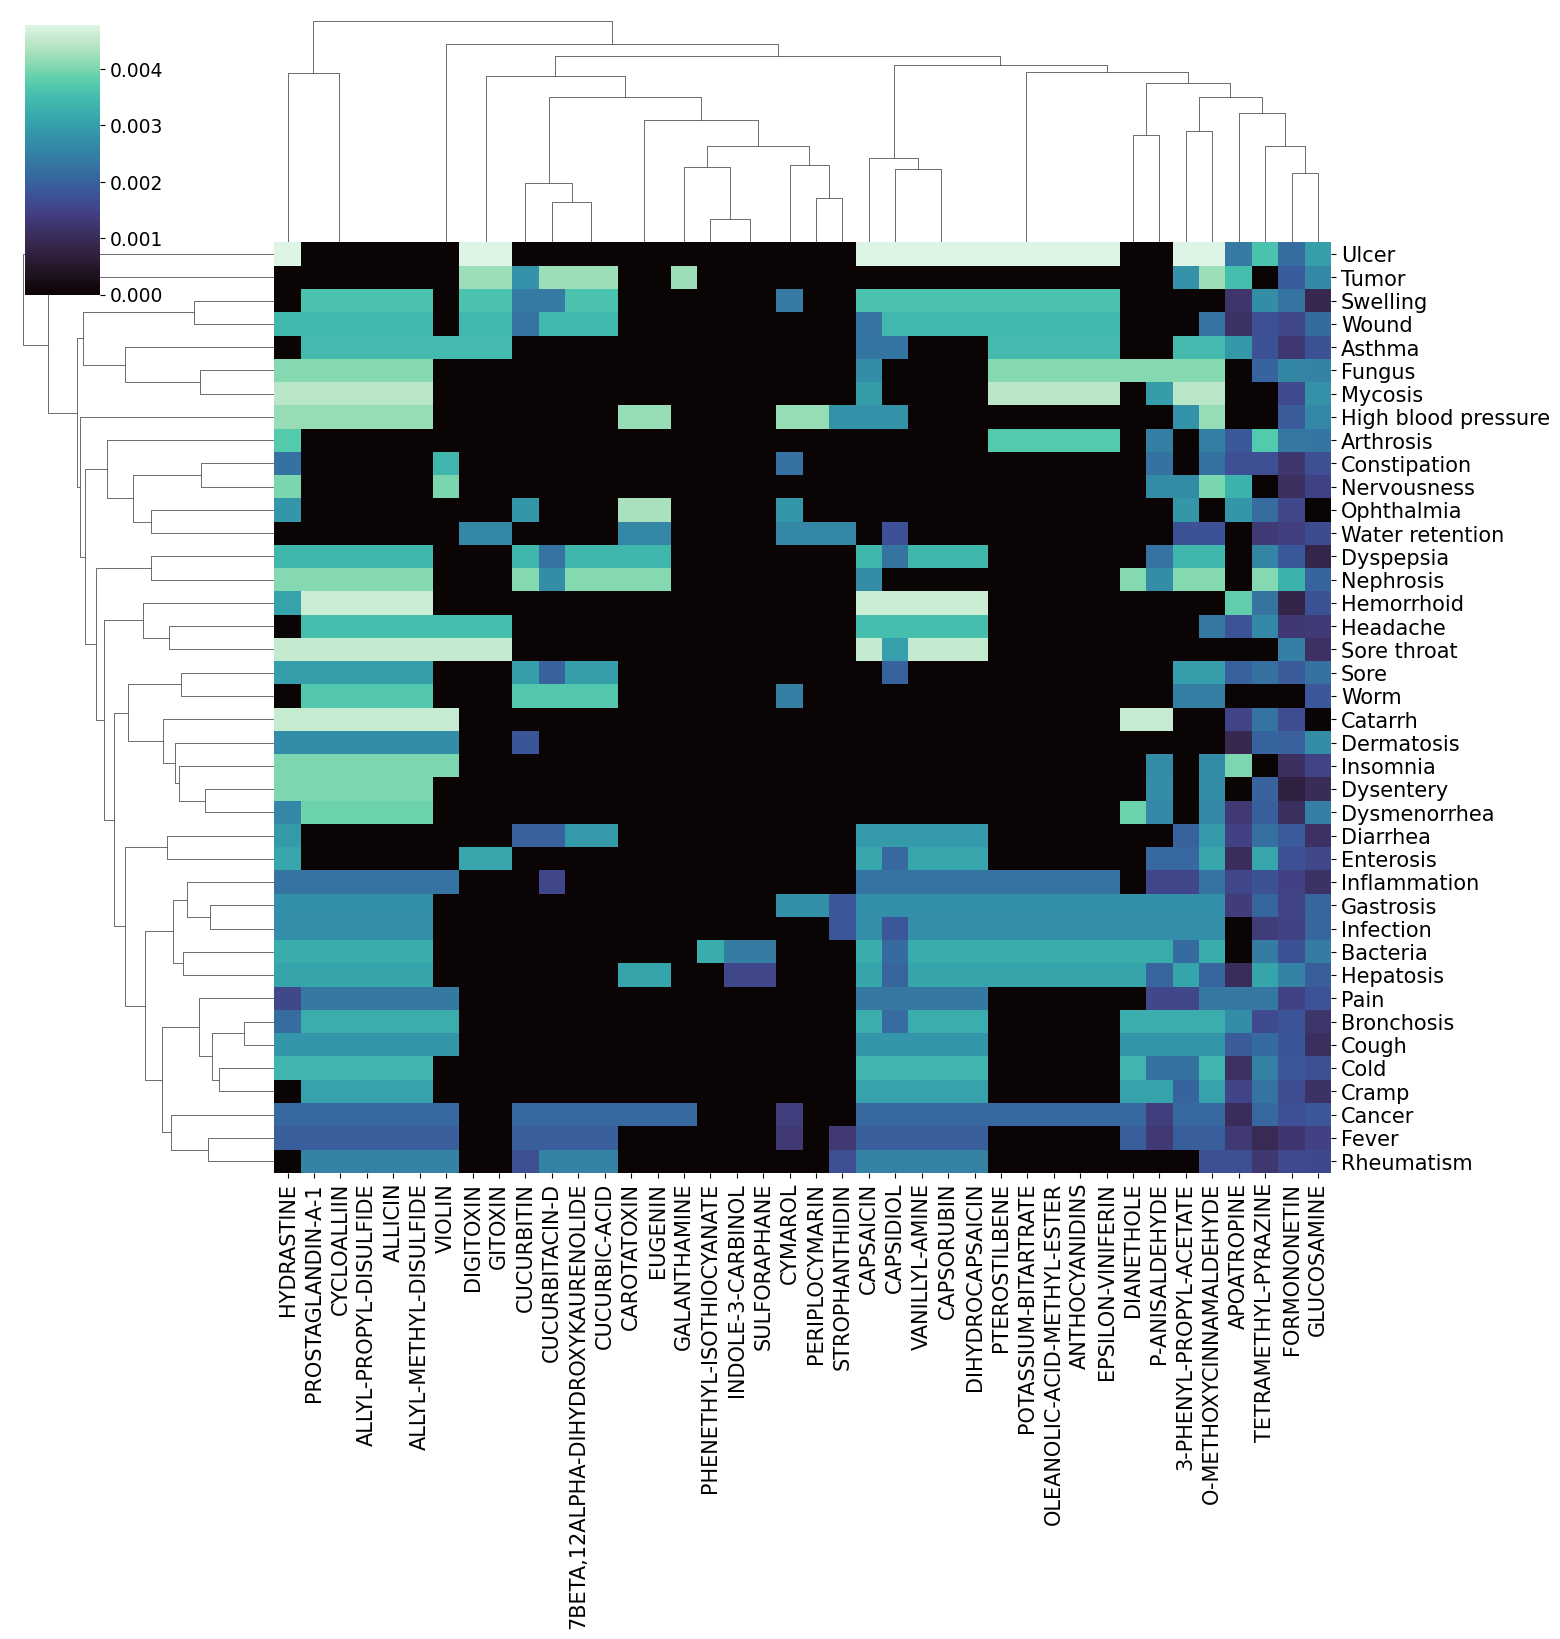 0.004
0.003
0.002
0.001
0.000
Ulcer
Tumor
Swelling
Wound
Asthma
Fungus
Mycosis
High blood pressure
Arthrosis
Constipation
Nervousness
Ophthalmia
Water retention
Dyspepsia
Nephrosis
Hemorrhoid
Headache
Sore throat
Sore
Worm
Catarrh
Dermatosis
Insomnia
Dysentery
Dysmenorrhea
Diarrhea
Enterosis
Inflammation
Gastrosis
Infection
Bacteria
Hepatosis
Pain
Bronchosis
Cough
Cold
Cramp
Cancer
Fever
Rheumatism
HYDRASTINE
PROSTAGLANDIN-A-1
CYCLOALLIIN
ALLYL-PROPYL-DISULFIDE
ALLICIN
ALLYL-METHYL-DISULFIDE
VIOLIN
DIGITOXIN
GITOXIN
CUCURBITIN
CUCURBITACIN-D
7BETA,12ALPHA-DIHYDROXYKAURENOLIDE
CUCURBIC-ACID
CAROTATOXIN
EUGENIN
GALANTHAMINE
PHENETHYL-ISOTHIOCYANATE
INDOLE-3-CARBINOL
SULFORAPHANE
CYMAROL
PERIPLOCYMARIN
STROPHANTHIDIN
CAPSAICIN
CAPSIDIOL
VANILLYL-AMINE
CAPSORUBIN
DIHYDROCAPSAICIN
PTEROSTILBENE
POTASSIUM-BITARTRATE
OLEANOLIC-ACID-METHYL-ESTER
ANTHOCYANIDINS
EPSILON-VINIFERIN
DIANETHOLE
P-ANISALDEHYDE
3-PHENYL-PROPYL-ACETATE
O-METHOXYCINNAMALDEHYDE
APOATROPINE
TETRAMETHYL-PYRAZINE
FORMONONETIN
GLUCOSAMINE